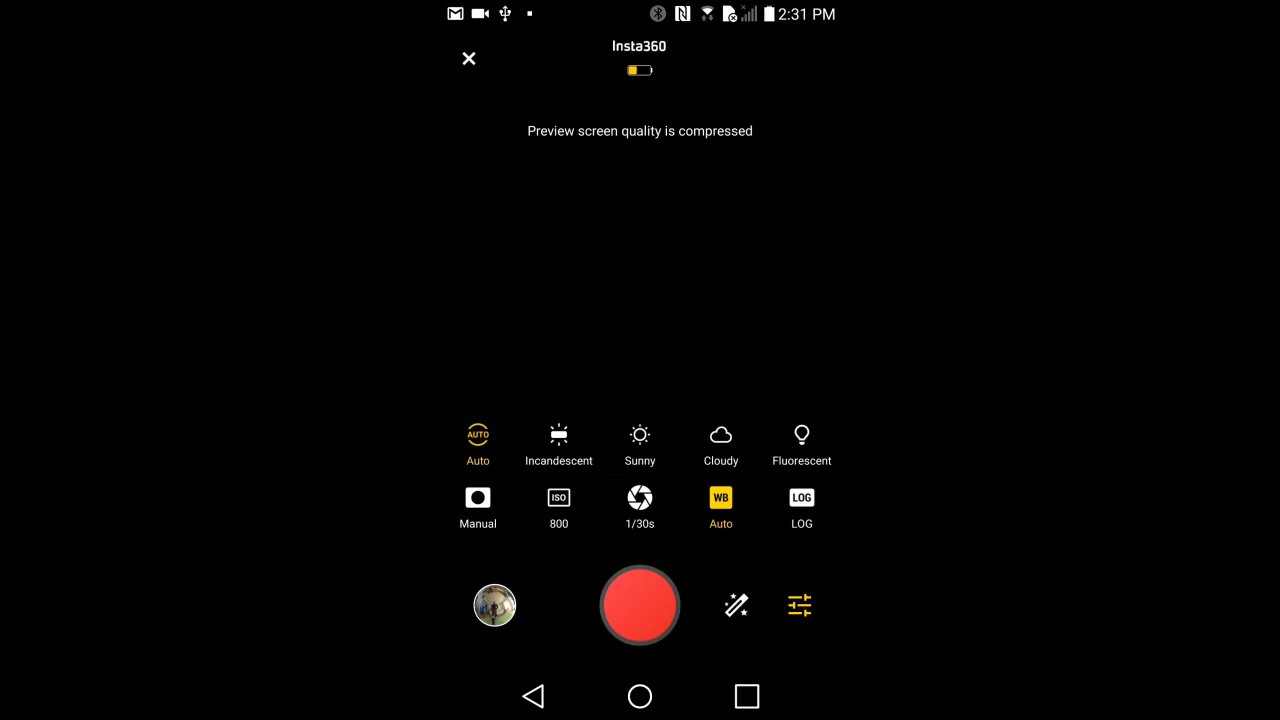 2:31 PM
Insta360
Preview screen quality is compressed
AUTO
Auto Incandescent Sunny Cloudy Fluorescent
ISO WB LOG
Manual 800 1/30s Auto LOG